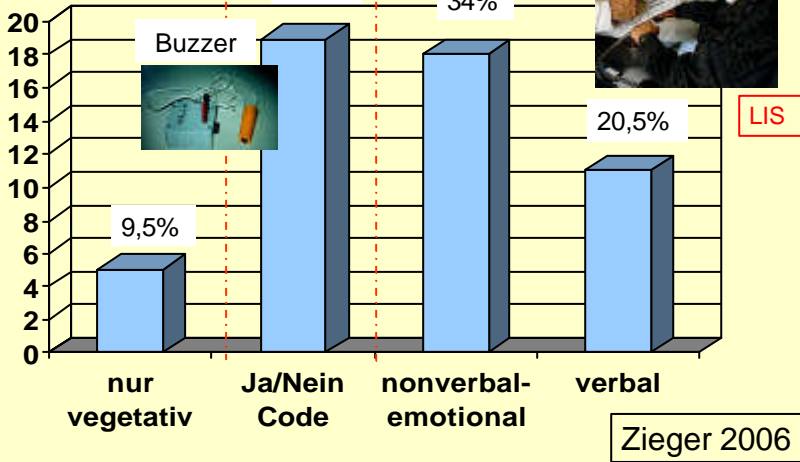 34%
20
18
16
14
12
10
8
6
4
2
0
Buzzer
LIS
20,5%
9,5%
nur
vegetativ
Ja/Nein
Code
nonverbal-
emotional
verbal
Zieger 2006